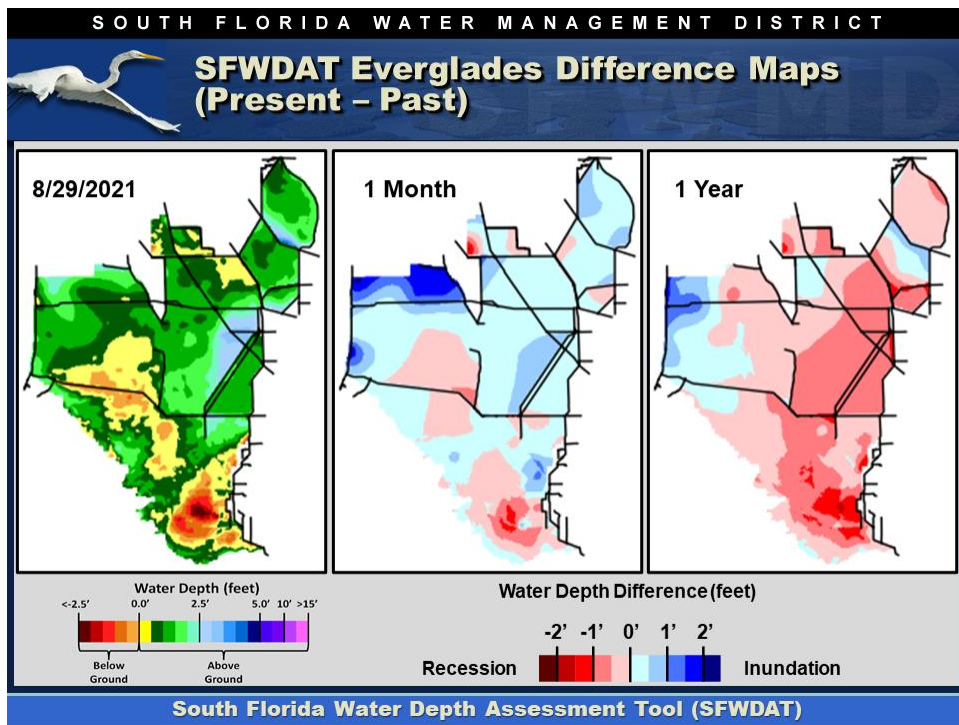 SOUTH FLORIDA WATER MANAGEMENT DISTRICT
SFWDAT Everglades Difference Maps
(Present – Past)
SFWMD
8/29/2021
1 Month
1 Year
Water Depth (feet)
<-2.5' 0.0' 2.5' 5.0' 10' >15'
Below
Ground
Above
Ground
Water Depth Difference (feet)
-2' -1' 0' 1' 2'
Recession
Inundation
South Florida Water Depth Assessment Tool (SFWDAT)